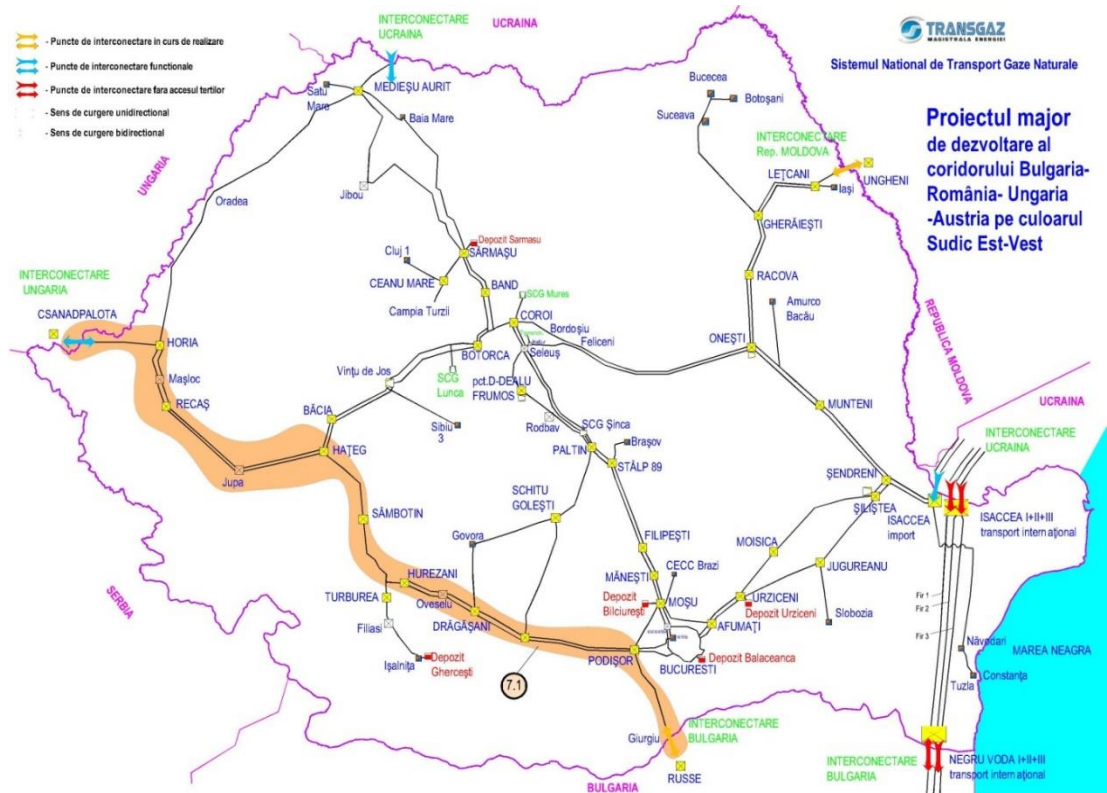 - Puncte de interconectare in curs de realizare
- Puncte de interconectare functionale
- Puncte de interconectare fara accesul tertilor
- Sens de curgere unidirectional
- Sens de curgere bidirectional
TRANSGAZ
MAGISTRALA ENERGIEI
Sistemul National de Transport Gaze Naturale
Proiectul major
de dezvoltare al
coridorului Bulgaria-
România- Ungaria
-Austria pe culoarul
Sudic Est-Vest
INTERCONECTARE
UCRAINA
UCRAINA
MEDIEȘU AURIT
Satu
Mare
Baia Mare
Bucecea
Botoșani
Suceava
INTERCONECTARE
Rep. MOLDOVA
LEȚCANI
UNGHENI
Iași
UNGARIA
Jibou
Oradea
GHERĂIEȘTI
Depozit Sarmasu
SĂRMAȘU
Cluj 1
CEANU MARE
Campia Turzii
BAND
RACOVA
INTERCONECTARE
UNGARIA
CSANADPALOTA
HORIA
SCG Mures
COROI
Bordoșiu
Feliceni
Amurco
Bacău
REPUBLICA MOLDOVA
ONEȘTI
BOTORCA
Seleuș
Mașloc
Vințu de Jos
SCG
Lunca
pct.D-DEALU
FRUMOS
RECAȘ
BĂCIA
Sibiu
3
Rodbav
SCG Șinca
MUNTENI
UCRAINA
HAȚEG
PALTIN
Brașov
STÂLP 89
INTERCONECTARE
UCRAINA
Jupa
ȘENDRENI
ȘILIȘTEA
ISACCEA
import
ISACCEA I+II+III
transport internațional
SCHITU
GOLEȘTI
SÂMBOTIN
Govora
FILIPEȘTI
MOISICA
JUGUREANU
MĂNEȘTI
CECC Brazi
SERBIA
HUREZANI
TURBUREA
Oveselu
Depozit
Bilciurești
MOȘU
URZICENI
Depozit Urziceni
Slobozia
Fir 1
Fir 2
Fir 3
Filiasi
DRĂGĂȘANI
AFUMAȚI
Năvodari
MAREA NEAGRA
Ișalnița
Depozit
Ghercești
PODIȘOR
BUCURESTI
Depozit Balaceanca
Constanța
Tuzla
7.1
Giurgiu
INTERCONECTARE
BULGARIA
RUSSE
BULGARIA
INTERCONECTARE
BULGARIA
NEGRU VODA I+II+III
transport internațional